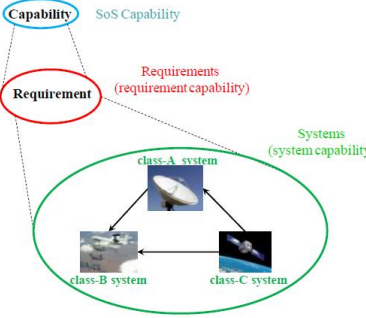 Capability SoS Capability
Requirements
(requirement capability)
Requirement
Systems
(system capability
class-A system
class-B system class-C system